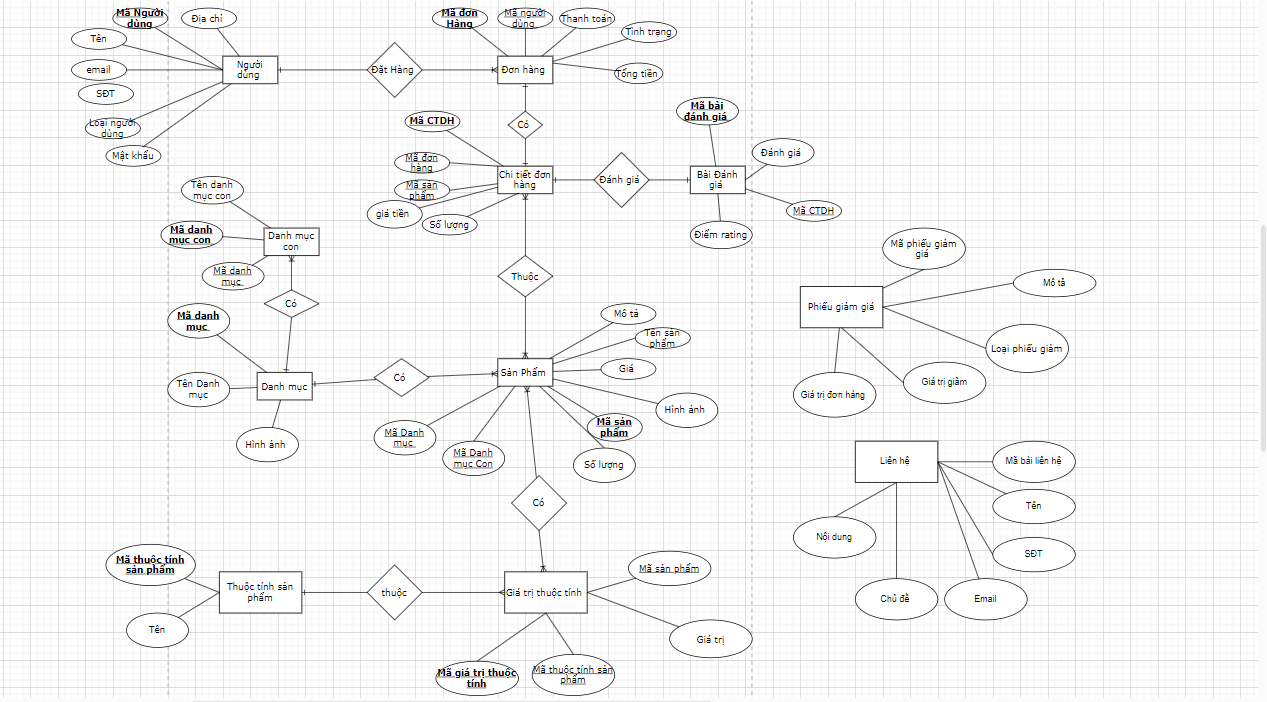 Mã Người
dùng
Địa chỉ
Tên
email
SĐT
Loại người
dùng
Mật khẩu
Người
dùng
Đặt Hàng
Mã đơn
Hàng
Mã người
dùng
Thanh toán
Tình trạng
Tổng tiền
Đơn hàng
Có
Mã CTDH
Mã đơn
hàng
Mã sản
phẩm
giá tiền
Số lượng
Chi tiết đơn
hàng
Đánh giá
Mã bài
đánh giá
Đánh giá
Bài Đánh
giá
Mã CTDH
Điểm rating
Tên danh
mục con
Mã danh
mục con
Danh mục
con
Mã danh
mục
Có
Mã danh
mục
Tên Danh
mục
Danh mục
Hình ảnh
Có
Thuộc
Mô tả
Tên sản
phẩm
Sản Phẩm
Giá
Hình ảnh
Mã sản
phẩm
Số lượng
Mã Danh
mục
Mã Danh
mục Con
Có
Mã phiếu giảm
giá
Mô tả
Phiếu giảm giá
Loại phiếu giảm
Giá trị giảm
Giá trị đơn hàng
Liên hệ
Mã bài liên hệ
Tên
SĐT
Email
Chủ đề
Nội dung
Mã thuộc tính
sản phẩm
Thuộc tính sản
phẩm
Tên
thuộc
Giá trị thuộc tính
Mã sản phẩm
Giá trị
Mã giá trị thuộc
tính
Mã thuộc tính sản
phẩm